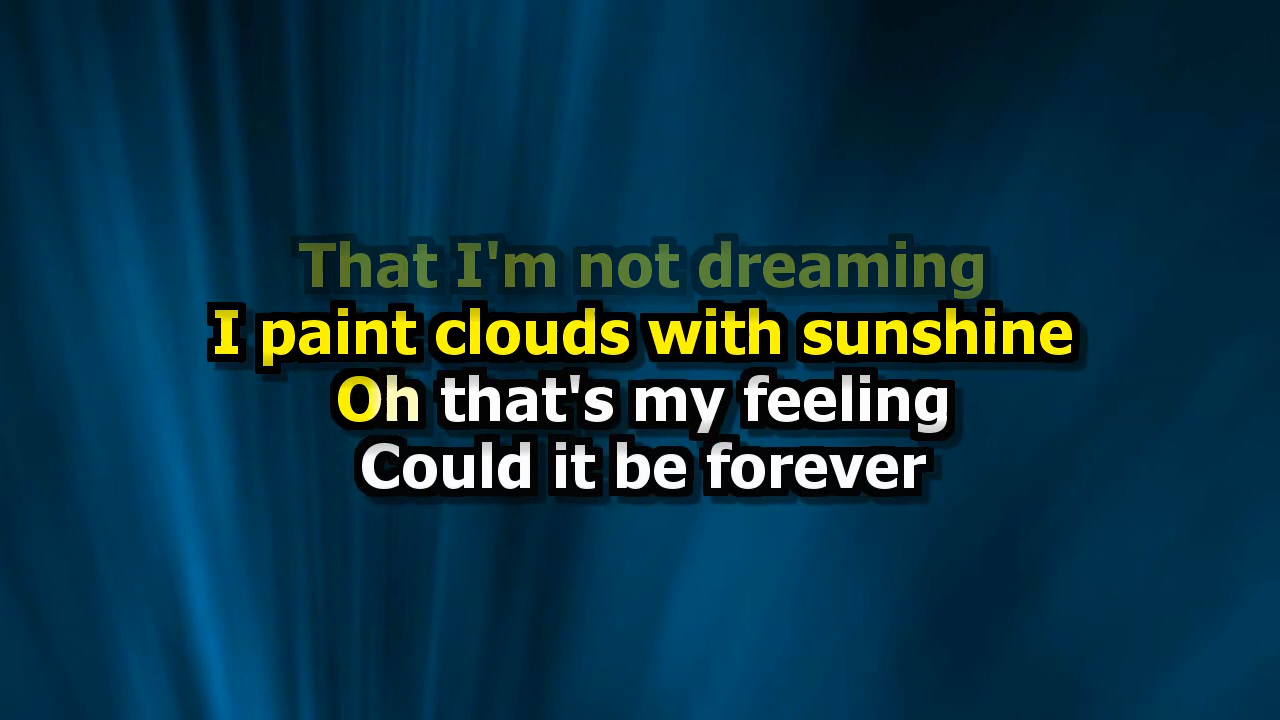 That I'm not dreaming
I paint clouds with sunshine
Oh that's my feeling
Could it be forever